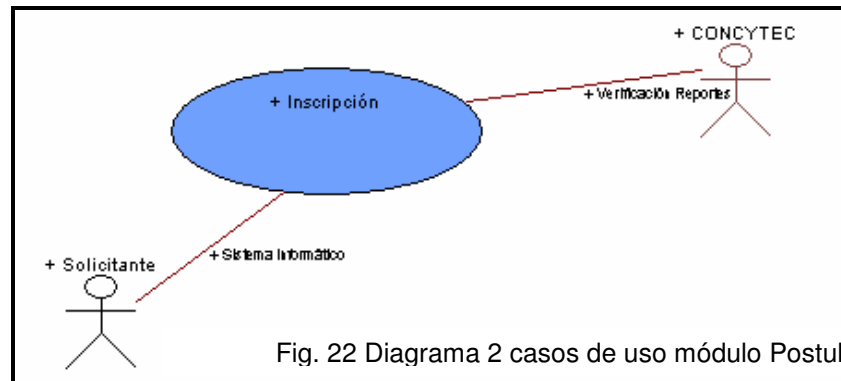 + CONCYTEC
+ Inscripción
+ Verificación Reportes
+ Sistema Informático
+ Solicitante
Fig. 22 Diagrama 2 casos de uso módulo Postul